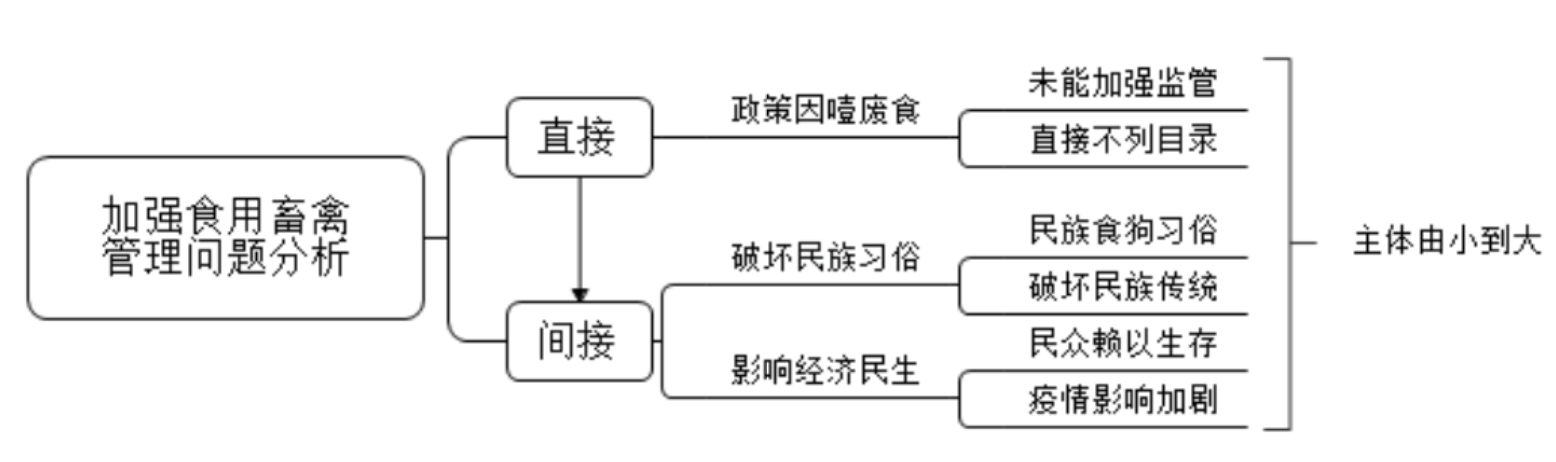 加强食用畜禽
管理问题分析
直接
政策因噎废食
未能加强监管
直接不列目录
间接
破坏民族习俗
民族食狗习俗
破坏民族传统
影响经济民生
民众赖以生存
疫情影响加剧
主体由小到大